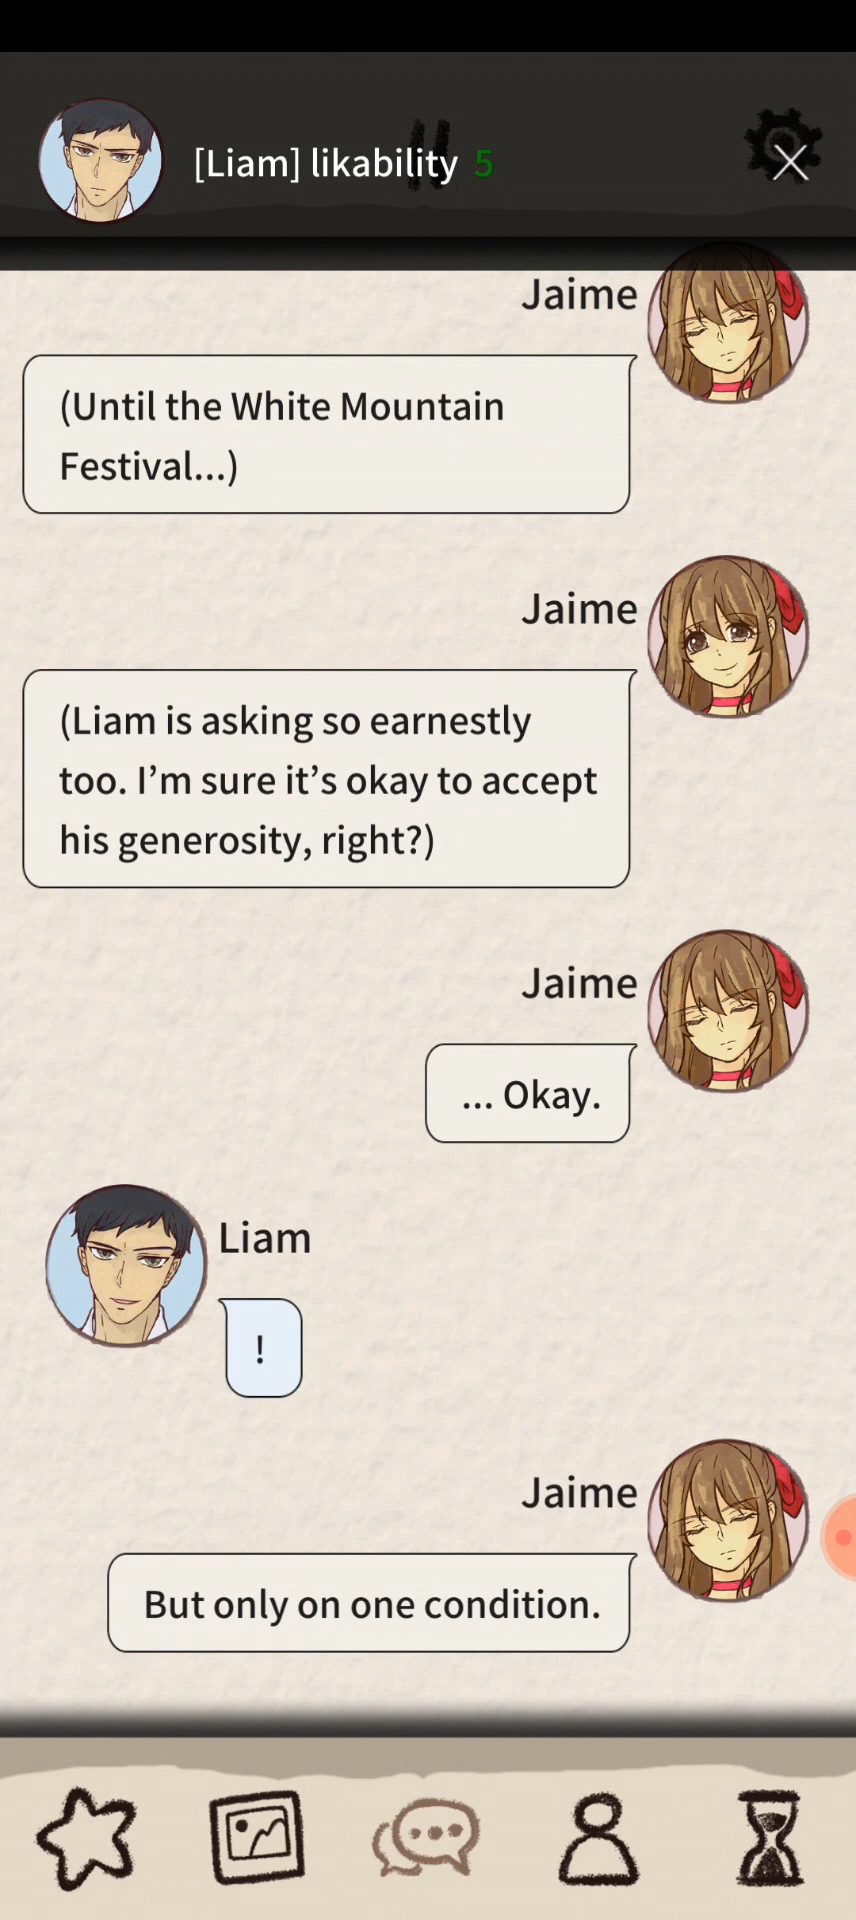 [Liam] likability 5
Jaime
(Until the White Mountain
Festival...)
Jaime
(Liam is asking so earnestly
too. I’m sure it’s okay to accept
his generosity, right?)
Jaime
... Okay.
Liam
!
Jaime
But only on one condition.